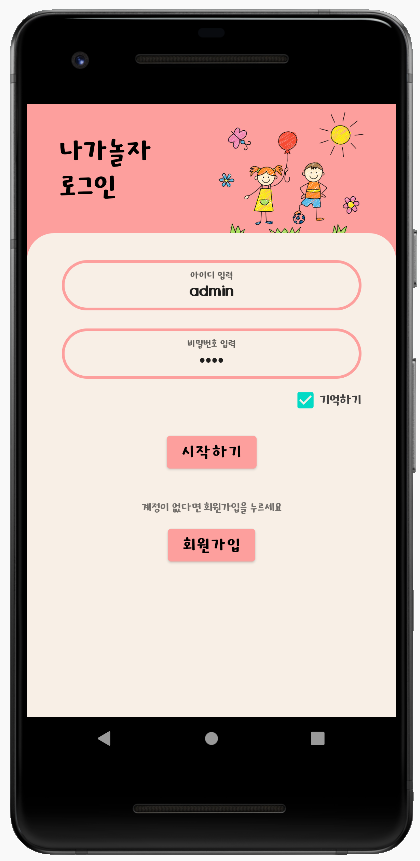 나가놀자
로그인
아이디 입력
admin
비밀번호 입력
••••
기억하기
시작하기
계정이 없다면 회원가입을 누르세요
회원가입